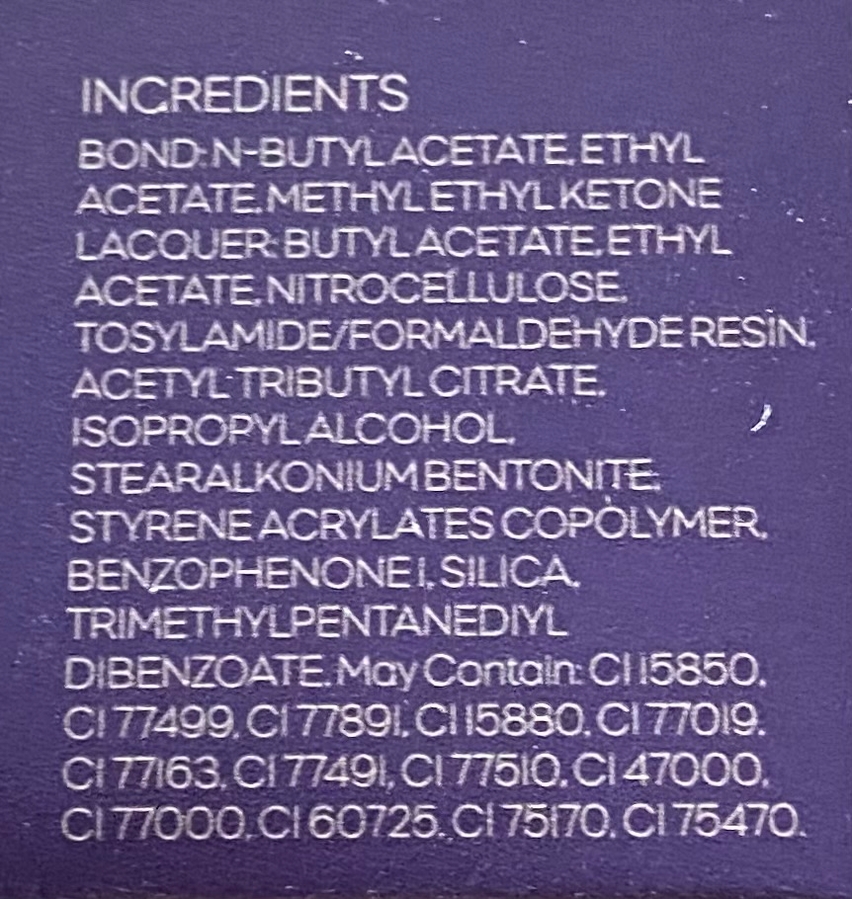 INGREDIENTS
BOND: N-BUTYL ACETATE, ETHYL
ACETATE, METHYL ETHYL KETONE
LACQUER: BUTYL ACETATE, ETHYL
ACETATE, NITROCELLULOSE,
TOSYLAMIDE/FORMALDEHYDE RESIN,
ACETYL TRIBUTYL CITRATE,
ISOPROPYL ALCOHOL,
STEARALKONIUM BENTONITE,
STYRENE ACRYLATES COPOLYMER,
BENZOPHENONE 1, SILICA,
TRIMETHYLPENTANEDIYL
DIBENZOATE. May Contain: CI 15850,
CI 77499, CI 77891, CI 15880, CI 77019,
CI 77163, CI 77491, CI 77510, CI 47000,
CI 77000, CI 60725, CI 75170, CI 75470.